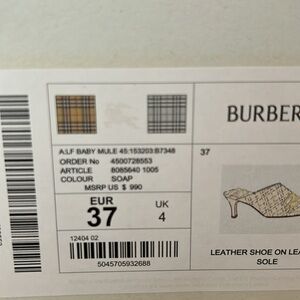 BURBER
A:LF BABY MULE 45:153203:B7348
ORDER No 4500728553
ARTICLE 8085640 1005
COLOUR SOAP
MSRP US $ 990
37
EUR UK
37 4
12404 02
5045705932688
LEATHER SHOE ON LEA
SOLE